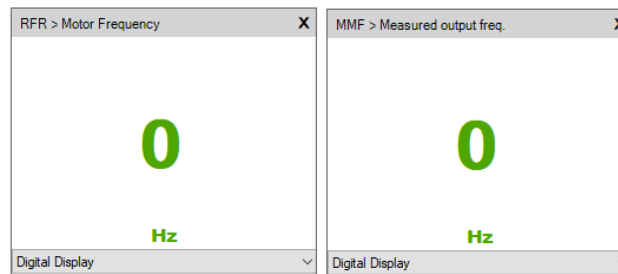 RFR > Motor Frequency X
0
Hz
Digital Display
MMF > Measured output freq.
0
Hz
Digital Display